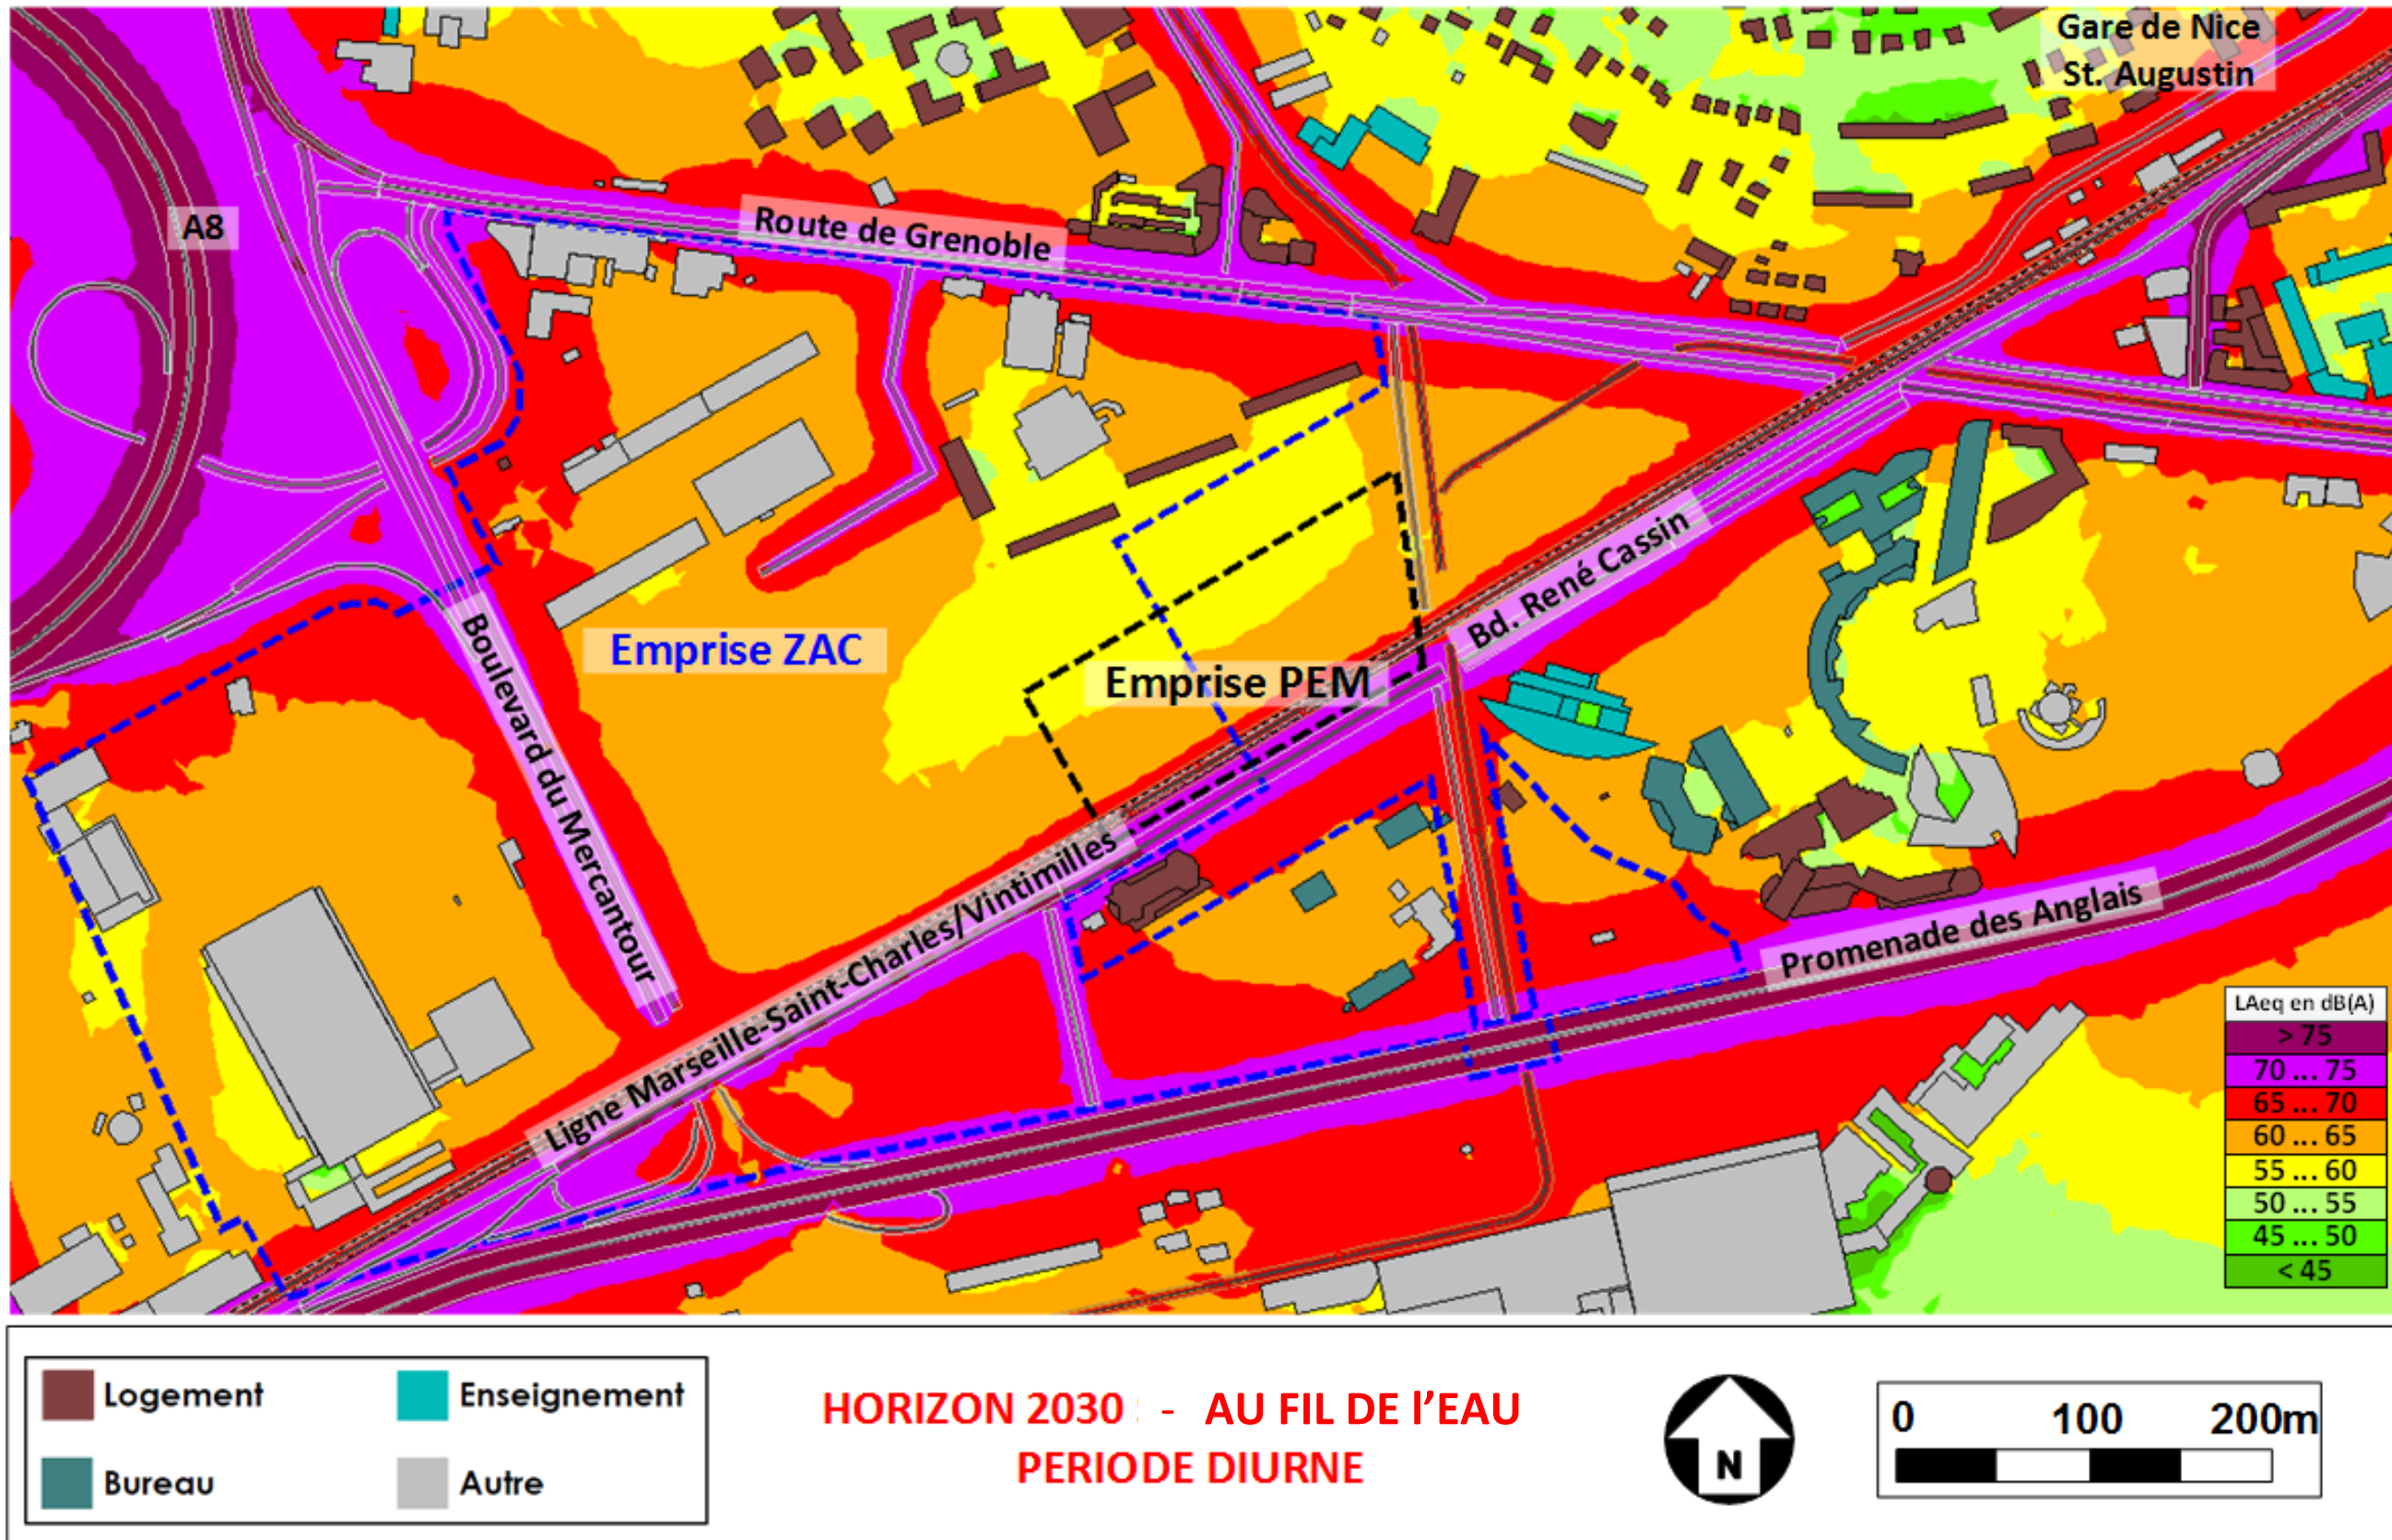 Gare de Nice
St. Augustin
A8
Route de Grenoble
Bd. René Cassin
Emprise ZAC
Emprise PEM
Boulevard du Mercantour
Ligne Marseille-Saint-Charles/Vintimilles
Promenade des Anglais
LAeq en dB(A)
> 75
70 ... 75
65 ... 70
60 ... 65
55 ... 60
50 ... 55
45 ... 50
< 45
Logement
Enseignement
Bureau
Autre
HORIZON 2030 - AU FIL DE l'EAU
PERIODE DIURNE
N
0 100 200m